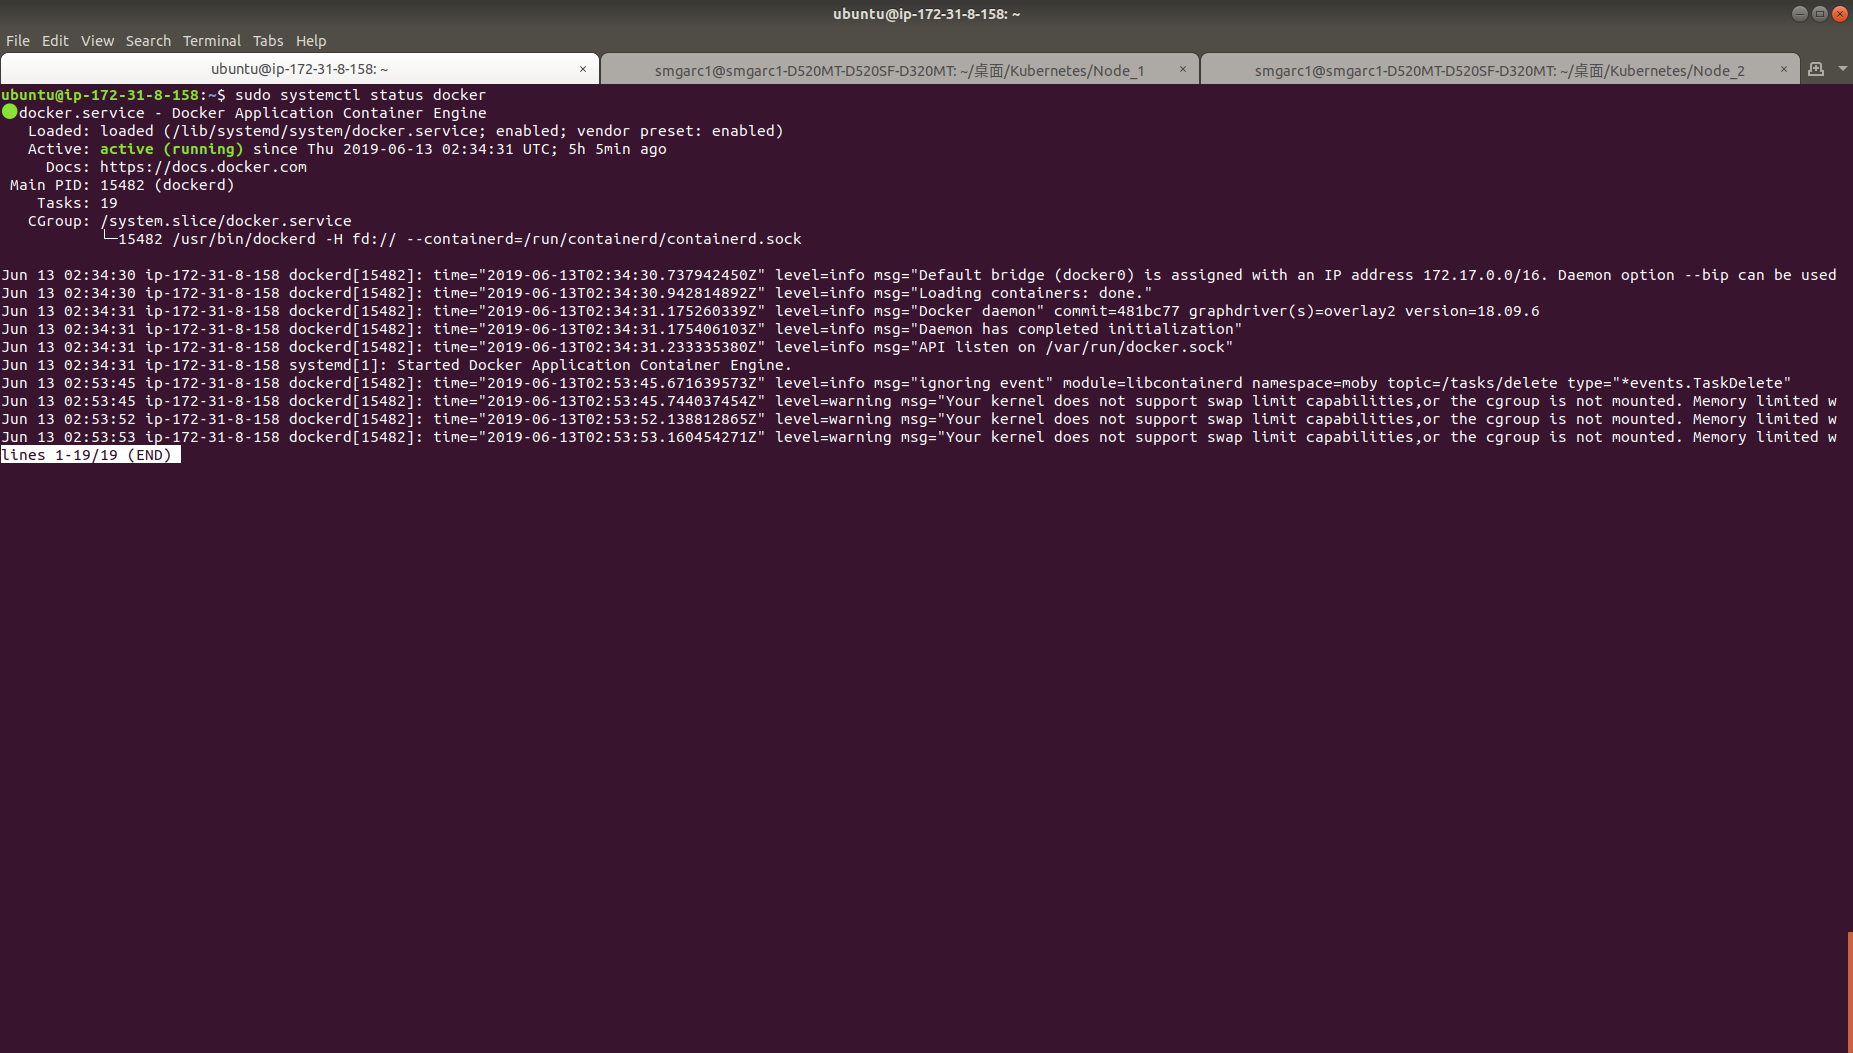 ubuntu@ip-172-31-8-158: ~
File Edit View Search Terminal Tabs Help
ubuntu@ip-172-31-8-158: ~ × smgarc1@smgarc1-D520MT-D520SF-D320MT: ~/桌面/Kubernetes/Node_1 × smgarc1@smgarc1-D520MT-D520SF-D320MT: ~/桌面/Kubernetes/Node_2 ×
ubuntu@ip-172-31-8-158:~$ sudo systemctl status docker
● docker.service - Docker Application Container Engine
   Loaded: loaded (/lib/systemd/system/docker.service; enabled; vendor preset: enabled)
   Active: active (running) since Thu 2019-06-13 02:34:31 UTC; 5h 5min ago
     Docs: https://docs.docker.com
 Main PID: 15482 (dockerd)
    Tasks: 19
   CGroup: /system.slice/docker.service
           └─15482 /usr/bin/dockerd -H fd:// --containerd=/run/containerd/containerd.sock
Jun 13 02:34:30 ip-172-31-8-158 dockerd[15482]: time="2019-06-13T02:34:30.737942450Z" level=info msg="Default bridge (docker0) is assigned with an IP address 172.17.0.0/16. Daemon option --bip can be used
Jun 13 02:34:30 ip-172-31-8-158 dockerd[15482]: time="2019-06-13T02:34:30.942814892Z" level=info msg="Loading containers: done."
Jun 13 02:34:31 ip-172-31-8-158 dockerd[15482]: time="2019-06-13T02:34:31.175260339Z" level=info msg="Docker daemon" commit=481bc77 graphdriver(s)=overlay2 version=18.09.6
Jun 13 02:34:31 ip-172-31-8-158 dockerd[15482]: time="2019-06-13T02:34:31.175406103Z" level=info msg="Daemon has completed initialization"
Jun 13 02:34:31 ip-172-31-8-158 dockerd[15482]: time="2019-06-13T02:34:31.233335380Z" level=info msg="API listen on /var/run/docker.sock"
Jun 13 02:34:31 ip-172-31-8-158 systemd[1]: Started Docker Application Container Engine.
Jun 13 02:53:45 ip-172-31-8-158 dockerd[15482]: time="2019-06-13T02:53:45.671639573Z" level=info msg="ignoring event" module=libcontainerd namespace=moby topic=/tasks/delete type="*events.TaskDelete"
Jun 13 02:53:45 ip-172-31-8-158 dockerd[15482]: time="2019-06-13T02:53:45.744037454Z" level=warning msg="Your kernel does not support swap limit capabilities,or the cgroup is not mounted. Memory limited w
Jun 13 02:53:52 ip-172-31-8-158 dockerd[15482]: time="2019-06-13T02:53:52.138812865Z" level=warning msg="Your kernel does not support swap limit capabilities,or the cgroup is not mounted. Memory limited w
Jun 13 02:53:53 ip-172-31-8-158 dockerd[15482]: time="2019-06-13T02:53:53.160454271Z" level=warning msg="Your kernel does not support swap limit capabilities,or the cgroup is not mounted. Memory limited w
lines 1-19/19 (END)